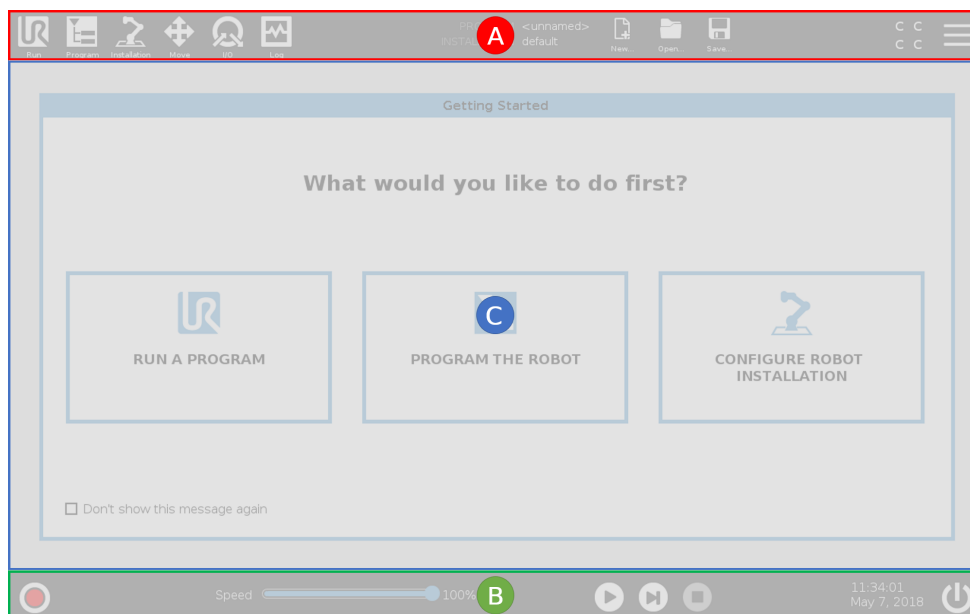 Run Program Installation Move I/O Log
PR
<unnamed>
INSTAL
default
A
New... Open... Save...
C C
C C
Getting Started
What would you like to do first?
C
RUN A PROGRAM
PROGRAM THE ROBOT
CONFIGURE ROBOT
INSTALLATION
Don't show this message again
Speed
100%
B
11:34:01
May 7, 2018